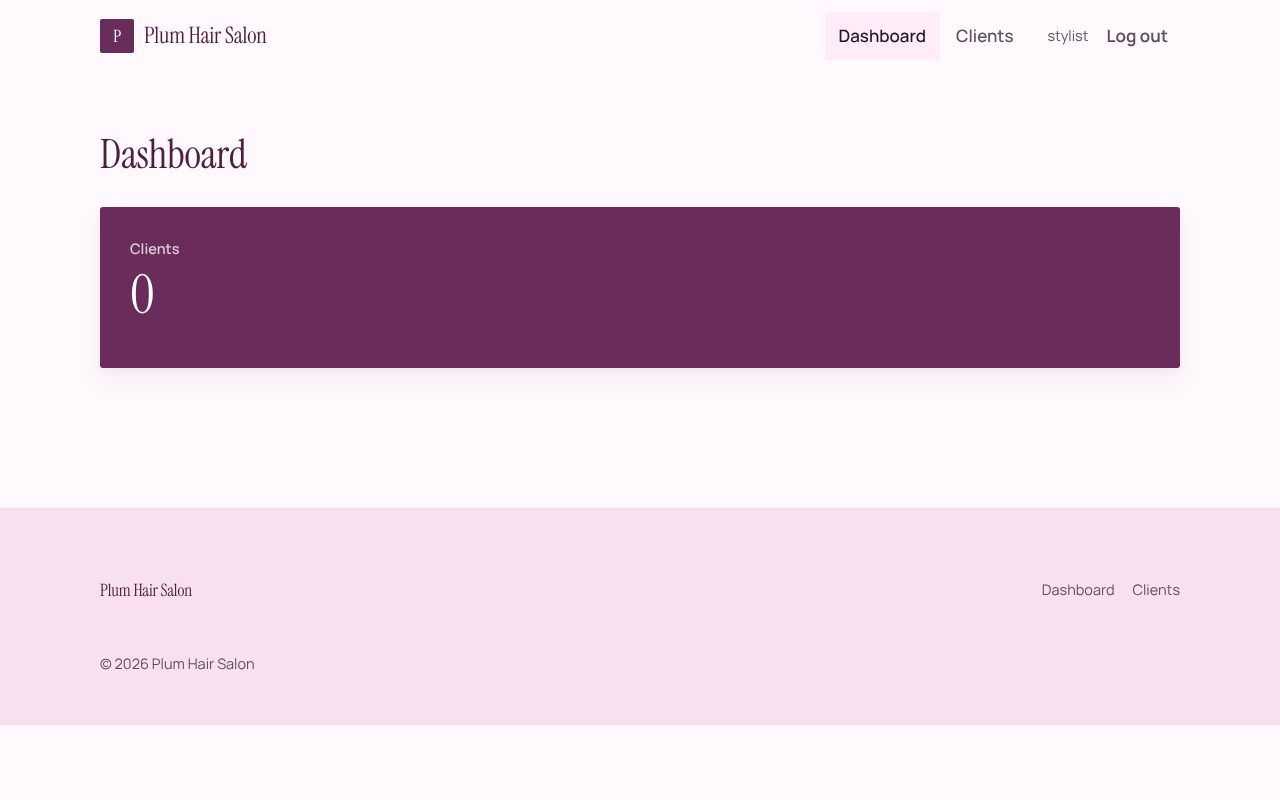 P Plum Hair Salon Dashboard Clients stylist Log out
Dashboard
Clients
0
Plum Hair Salon Dashboard Clients
© 2026 Plum Hair Salon